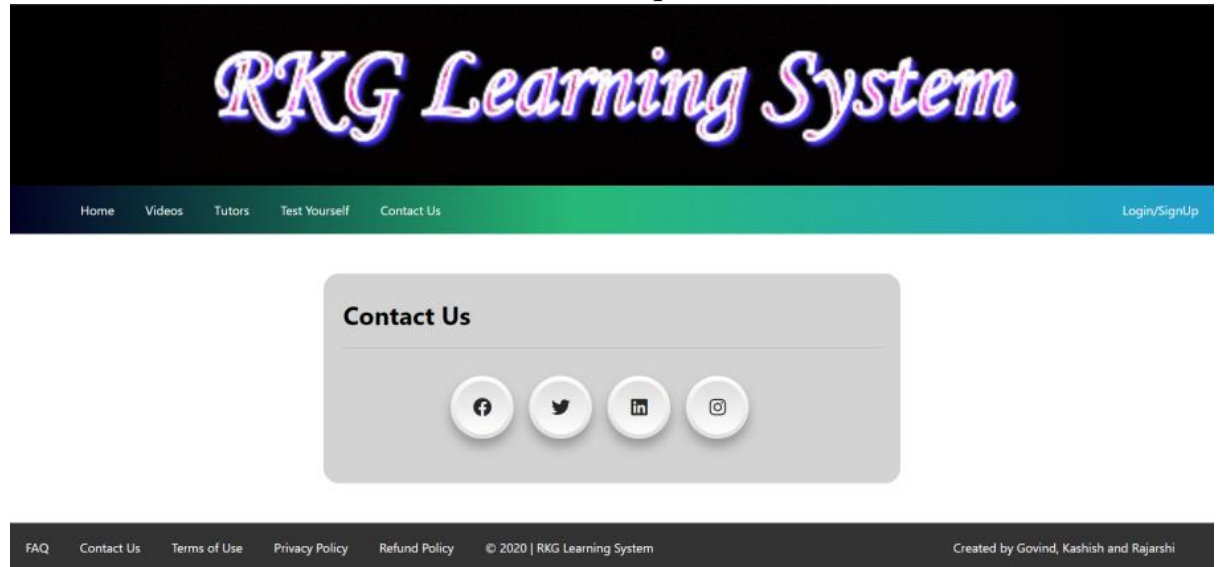 RKG Learning System
Home Videos Tutors Test Yourself Contact Us Login/SignUp
Contact Us
FAQ Contact Us Terms of Use Privacy Policy Refund Policy © 2020 | RKG Learning System Created by Govind, Kashish and Rajarshi